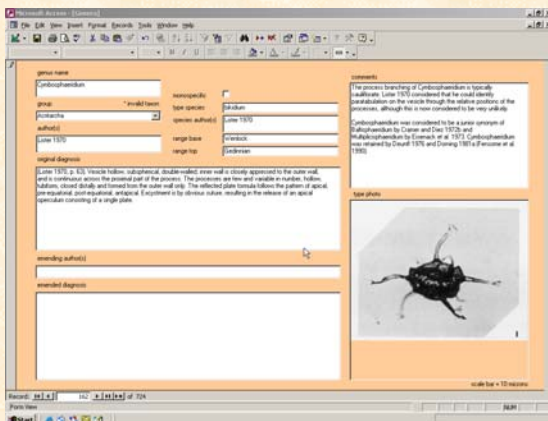 Microsoft Access - [Genera]
File Edit View Insert Format Records Tools Window Help
genus name
Cymbosphaeridium
group
* invalid taxon
Acritarcha
author(s)
Lister 1970
monospecific
type species
bikidium
species author(s)
Lister 1970
range base
Wenlock
range top
Gedinnian
original diagnosis
(Lister 1970, p. 63). Vesicle hollow, subspherical, double-walled; inner wall is closely appressed to the outer wall,
and is continuous across the proximal part of the process. The processes are few and variable in number, hollow,
tubiform, closed distally and formed from the outer wall only. The reflected plate formula follows the pattern of apical,
pre equatorial, post equatorial, antapical. Excystment is by obvious suture, resulting in the release of an apical
operculum consisting of a single plate.
emending author(s)
emended diagnosis
comments
The process branching of Cymbosphaeridium is typically
cauliflorate. Lister 1970 considered that he could identify
paratabulation on the vesicle through the relative positions of the
processes, although this is now considered to be very unlikely.
Cymbosphaeridium was considered to be a junior synonym of
Baltisphaeridium by Cramer and Diez 1972b and
Multiplicisphaeridium by Eisenack et al. 1973. Cymbosphaeridium
was retained by Deunff 1976 and Dorning 1981a (Fensome et al.
1990).
type photo
scale bar = 10 microns
Record: 162 of 724
Form View
NUM
Start